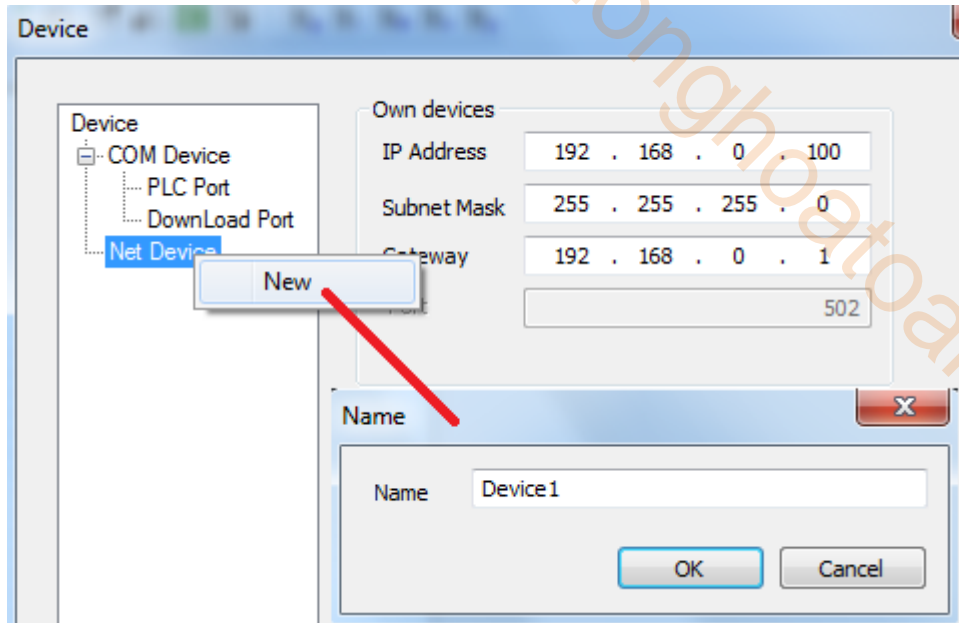 Device
Device
COM Device
PLC Port
DownLoad Port
Net Device
New
Own devices
IP Address 192 . 168 . 0 . 100
Subnet Mask 255 . 255 . 255 . 0
Gateway 192 . 168 . 0 . 1
Port 502
Name
Name Device1
OK Cancel